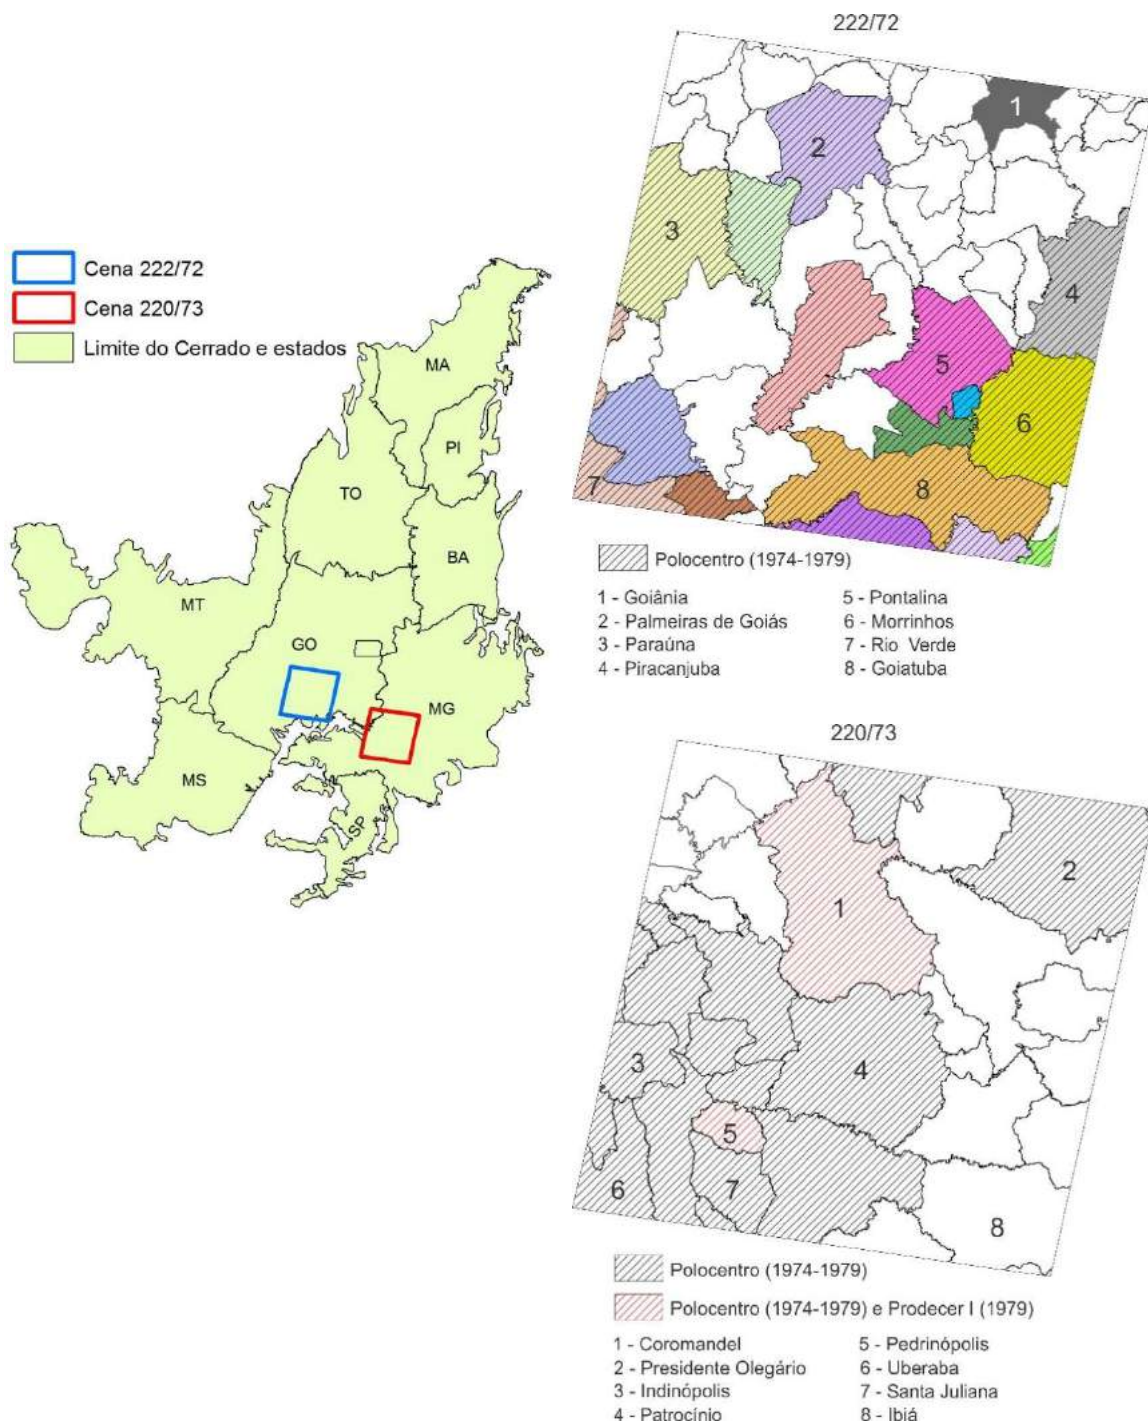 222/72
1
2
3
4
5
6
7
8
Polocentro (1974-1979)
1 - Goiânia
2 - Palmeiras de Goiás
3 - Paraúna
4 - Piracanjuba
5 - Pontalina
6 - Morrinhos
7 - Rio Verde
8 - Goiatuba
Cena 222/72
Cena 220/73
Limite do Cerrado e estados
MA
PI
TO
BA
MT
GO
MG
MS
SP
220/73
1
2
3
4
5
6
7
8
Polocentro (1974-1979)
Polocentro (1974-1979) e Prodecer I (1979)
1 - Coromandel
2 - Presidente Olegário
3 - Indinópolis
4 - Patrocínio
5 - Pedrinópolis
6 - Uberaba
7 - Santa Juliana
8 - Ibiá